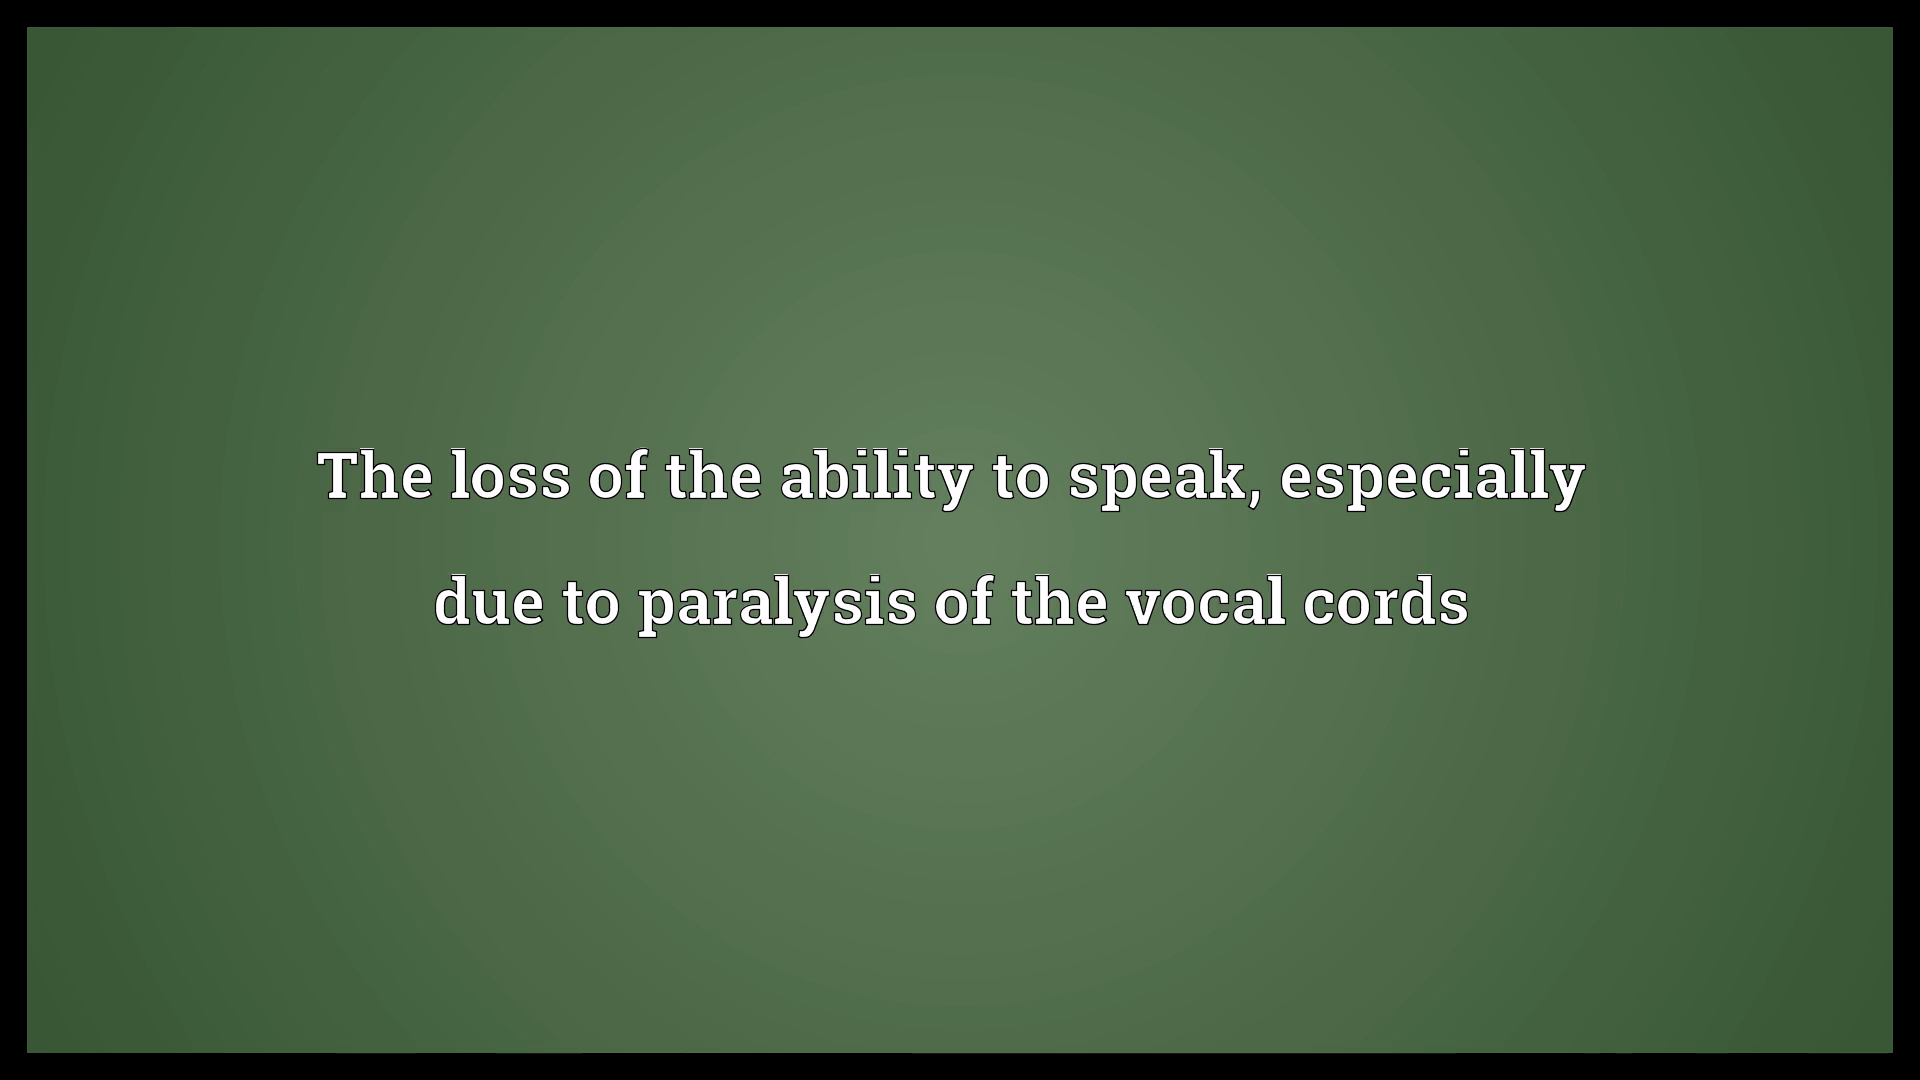 The loss of the ability to speak, especially
due to paralysis of the vocal cords